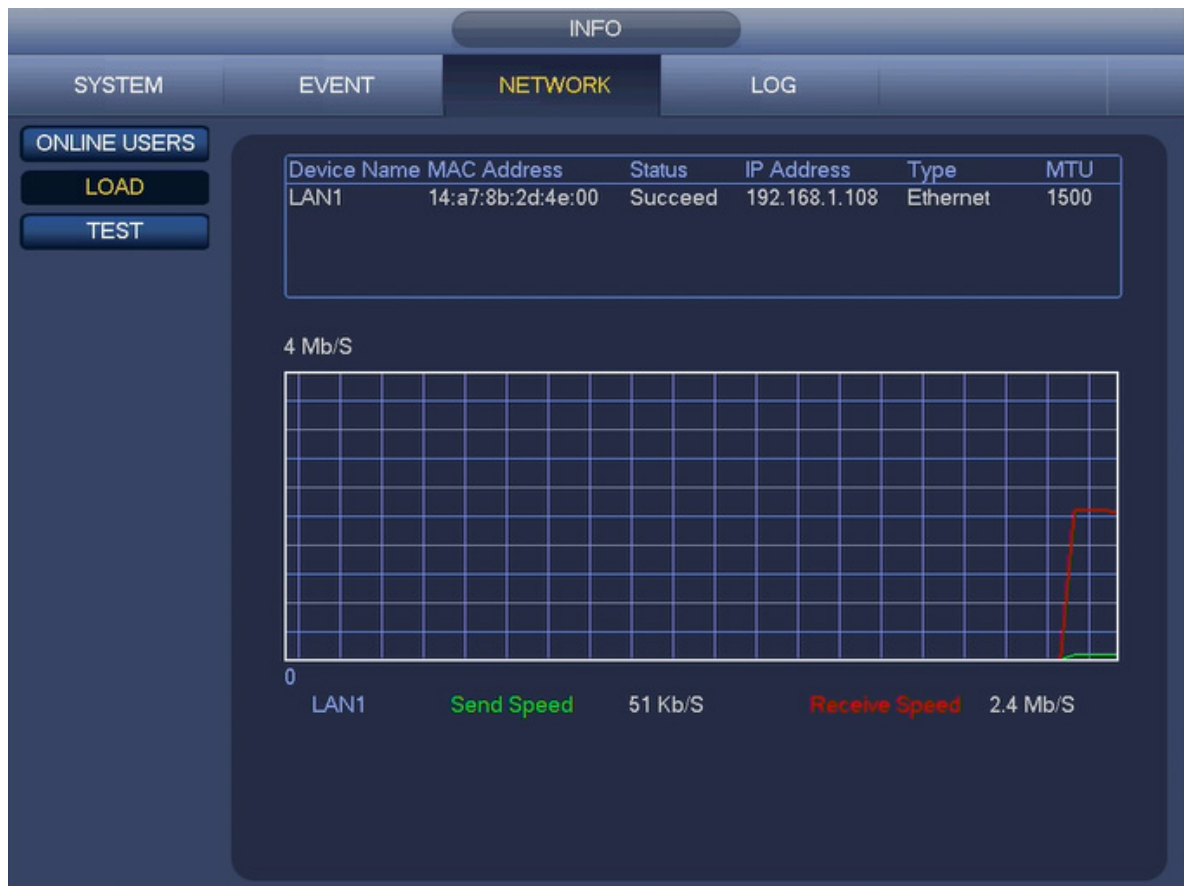 INFO
SYSTEM EVENT NETWORK LOG
ONLINE USERS
LOAD
TEST
Device Name MAC Address Status IP Address Type MTU
LAN1 14:a7:8b:2d:4e:00 Succeed 192.168.1.108 Ethernet 1500
4 Mb/S
0
LAN1 Send Speed 51 Kb/S Receive Speed 2.4 Mb/S